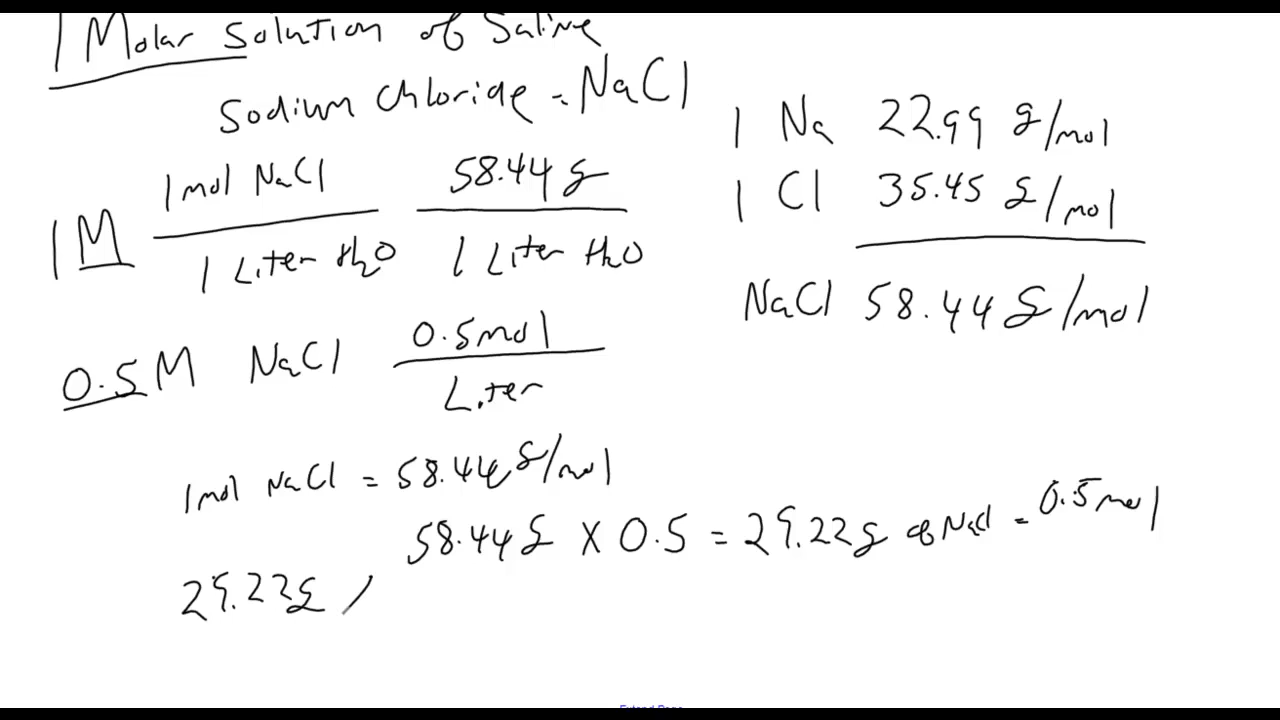 1 Molar Solution of Saline
Sodium Chloride = NaCl
1 Na 22.99 g/mol
1 Cl 35.45 g/mol
NaCl 58.44 g/mol
1M 1 mol NaCl / 1 Liter H2O 58.44 g / 1 Liter H2O
0.5M NaCl 0.5 mol / Liter
1 mol NaCl = 58.44 g/mol
58.44 g x 0.5 = 29.22 g of NaCl = 0.5 mol
29.22 g /